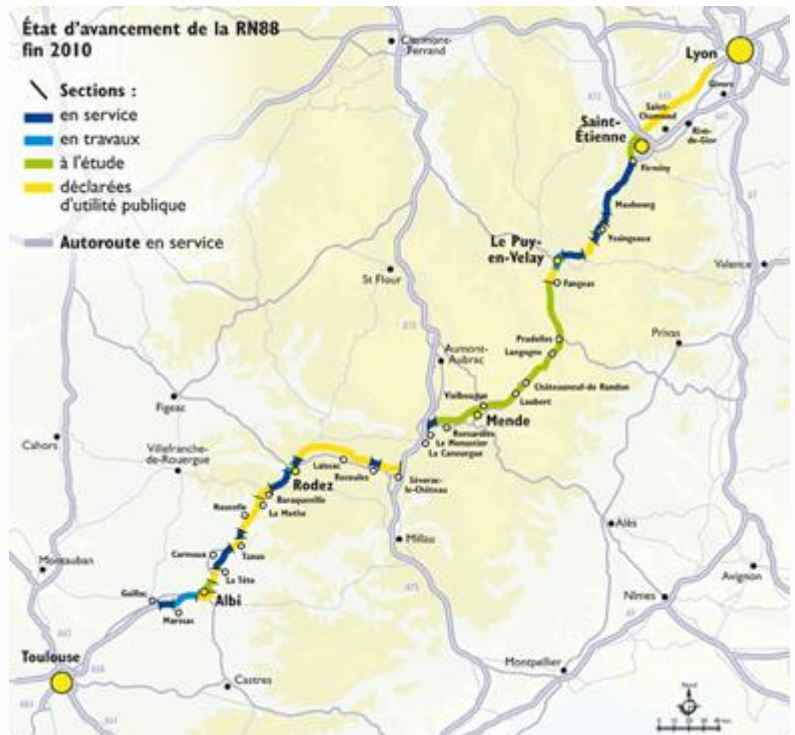 État d'avancement de la RN88
fin 2010
Sections :
en service
en travaux
à l'étude
déclarées
d'utilité publique
Autoroute en service
Clermont-
Ferrand
Lyon
Givors
Saint-
Chamond
Rive-
de-Gier
Saint-
Étienne
Firminy
Yssingeaux
Le Puy-
en-Velay
Valence
Fangeas
St Flour
Pradelles
Langogne
Privas
Aumont-
Aubrac
Châteauneuf-de Randon
Laubert
Mende
Figeac
Le Monastier
La Canourgue
Cahors
Villefranche-
de-Rouergue
Laissac
Recoules
Séverac-
le-Château
Rodez
Baraqueville
La Mothe
Naucelle
Alès
Millau
Tanus
Carmaux
Montauban
La Tête
Avignon
Gaillac
Albi
Marssac
Nîmes
Toulouse
Montpellier
Castres
Nord